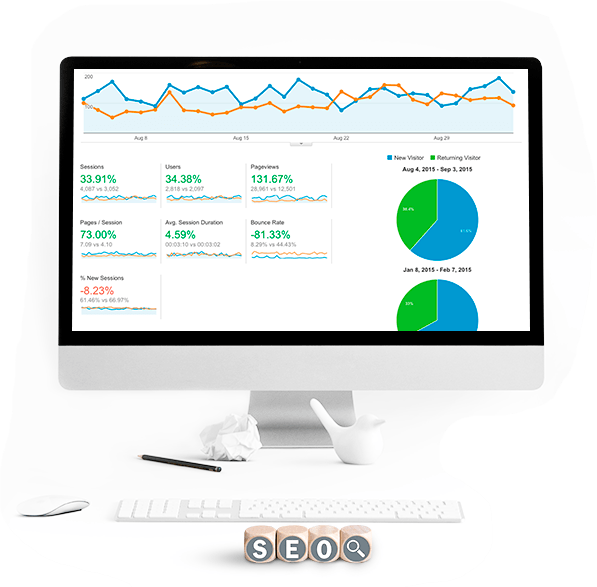 200
100
Aug 8 Aug 15 Aug 22 Aug 29
New Visitor Returning Visitor
Aug 4, 2015 - Sep 3, 2015
Sessions Users Pageviews
33.91% 34.38% 131.67%
4,087 vs 3,052 2,818 vs 2,097 28,961 vs 12,501
Pages / Session Avg. Session Duration Bounce Rate
73.00% 4.59% -81.33%
7.09 vs 4.10 00:03:10 vs 00:03:02 8.29% vs 44.43%
38.4%
61.6%
Jan 8, 2015 - Feb 7, 2015
% New Sessions
-8.23%
61.46% vs 66.97%
SEO